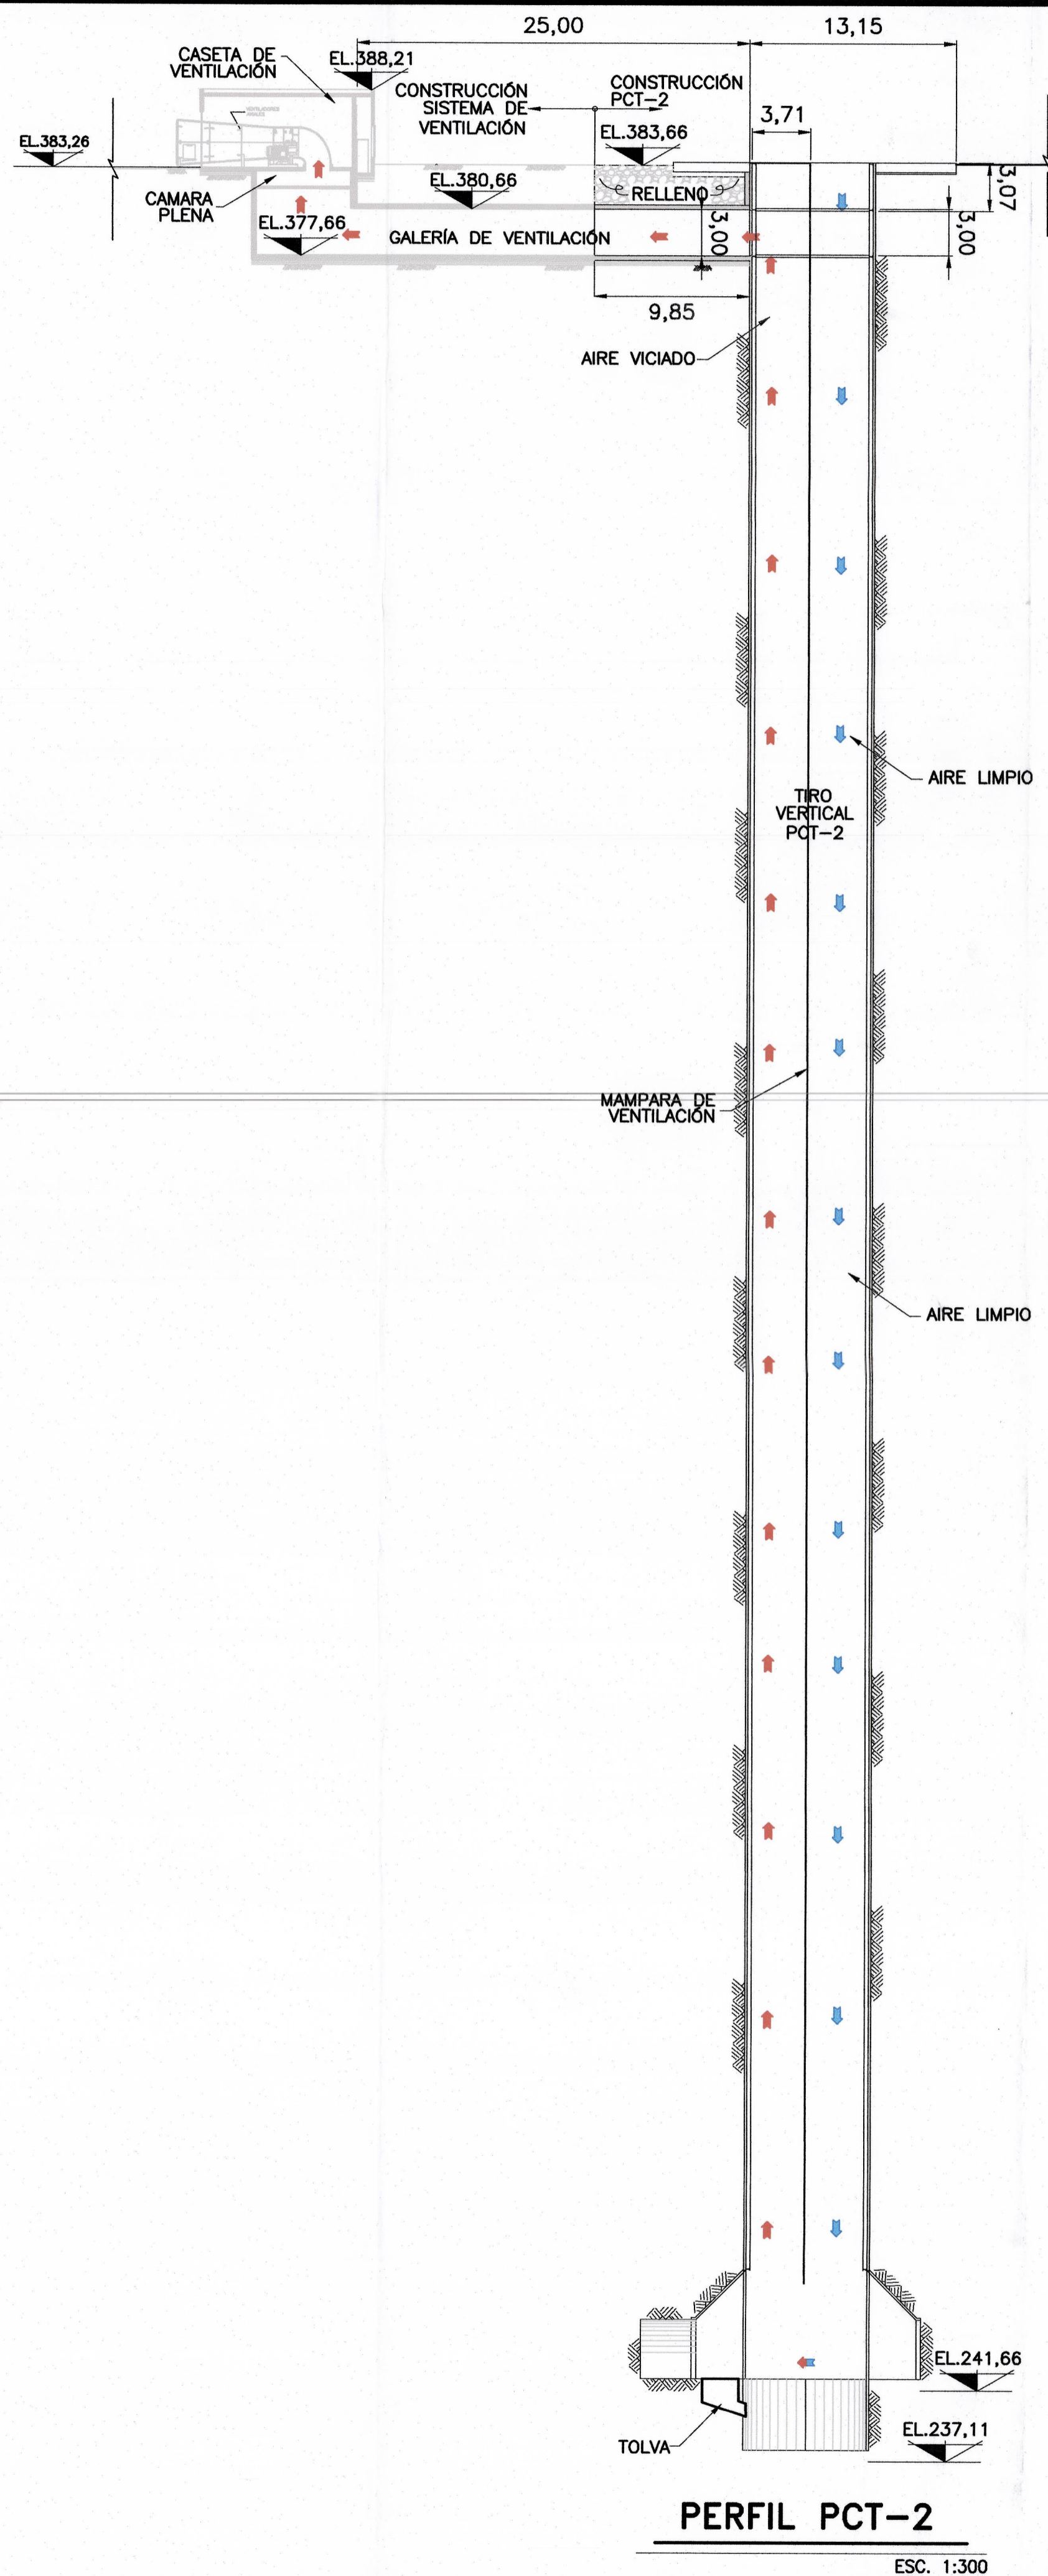 25,00
13,15
CASETA DE
VENTILACIÓN
EL.388,21
CONSTRUCCIÓN
SISTEMA DE
VENTILACIÓN
CONSTRUCCIÓN
PCT-2
3,71
EL.383,66
EL.383,26
VENTILADORES
AXIALES
CAMARA
PLENA
EL.380,66
RELLENO
3,07
EL.377,66
GALERÍA DE VENTILACIÓN
3,00
3,00
9,85
AIRE VICIADO
AIRE LIMPIO
TIRO
VERTICAL
PCT-2
MAMPARA DE
VENTILACIÓN
AIRE LIMPIO
EL.241,66
EL.237,11
TOLVA
PERFIL PCT-2
ESC. 1:300